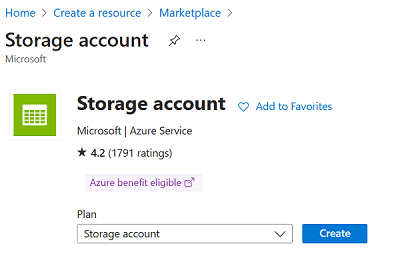 Home > Create a resource > Marketplace >
Storage account ...
Microsoft
Storage account Add to Favorites
Microsoft | Azure Service
★ 4.2 (1791 ratings)
Azure benefit eligible
Plan
Storage account Create